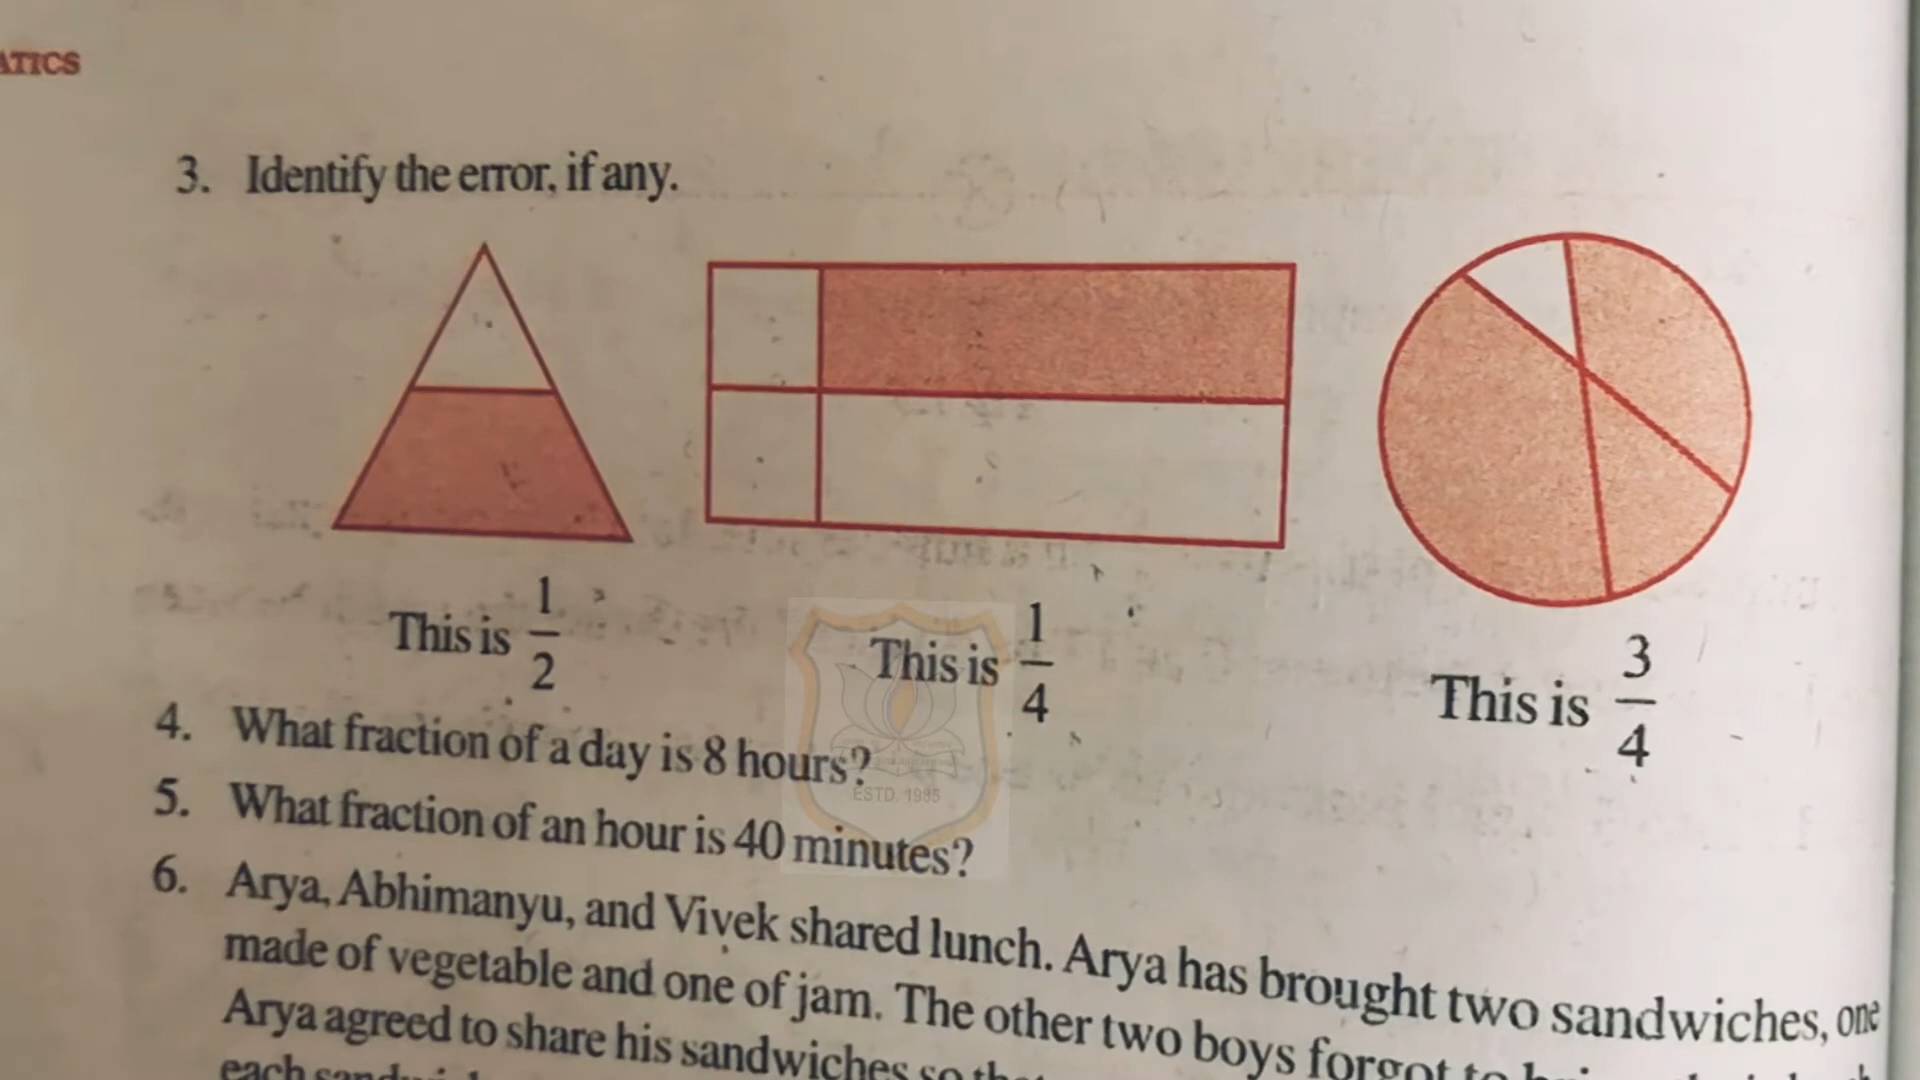 ATICS
3. Identify the error, if any.
This is 1/2
This is 1/4
This is 3/4
4. What fraction of a day is 8 hours?
5. What fraction of an hour is 40 minutes?
6. Arya, Abhimanyu, and Vivek shared lunch. Arya has brought two sandwiches, one
made of vegetable and one of jam. The other two boys forgot to
Arya agreed to share his sandwiches so
each
ESTD. 1985